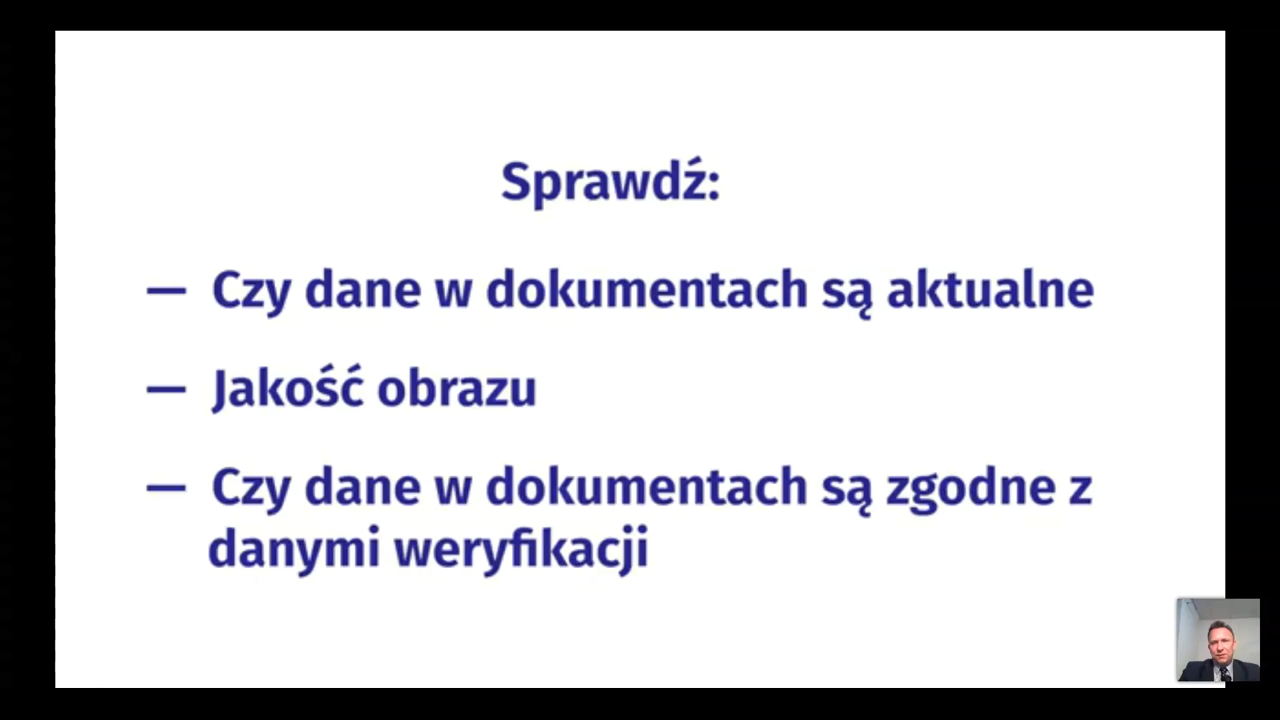 Sprawdź:
— Czy dane w dokumentach są aktualne
— Jakość obrazu
— Czy dane w dokumentach są zgodne z
danymi weryfikacji